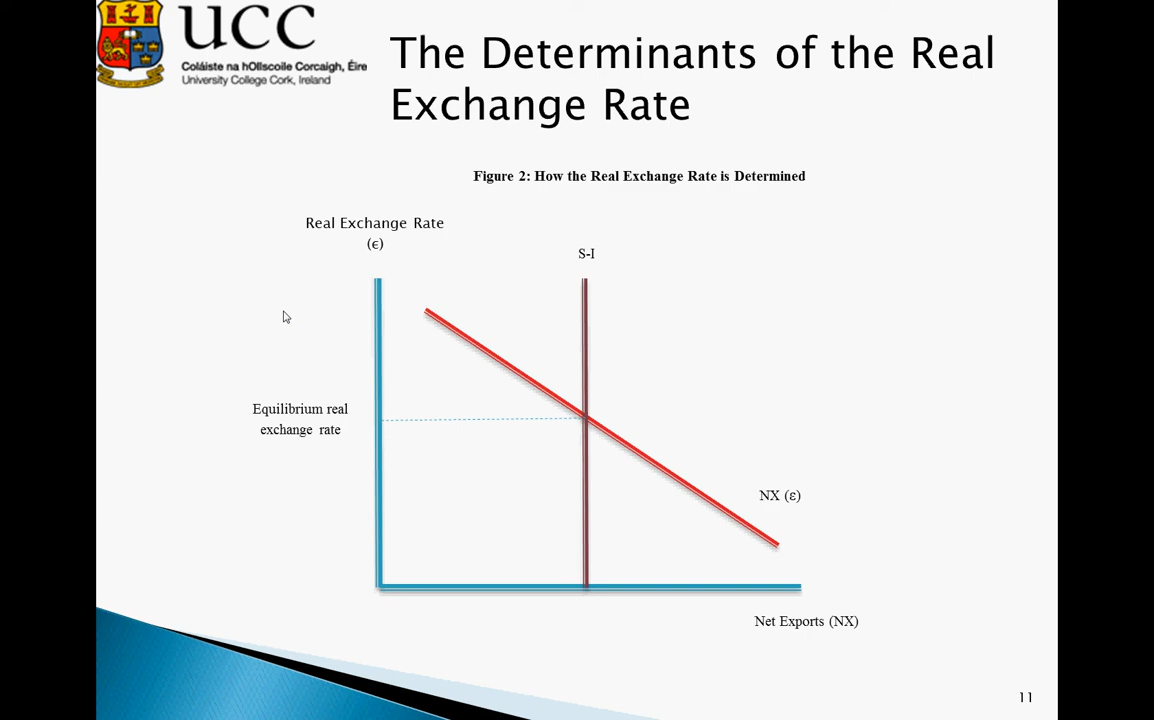 ucc
Coláiste na hOllscoile Corcaigh, Éire
University College Cork, Ireland
The Determinants of the Real
Exchange Rate
Figure 2: How the Real Exchange Rate is Determined
Real Exchange Rate
(ϵ)
S-I
Equilibrium real
exchange rate
NX (ε)
Net Exports (NX)
11